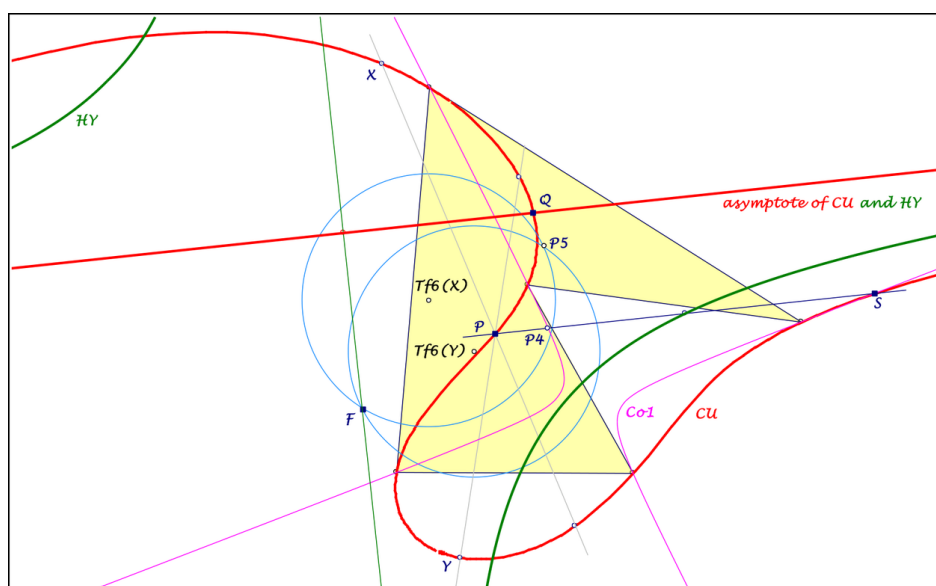 X
HY
Q
asymptote of CU and HY
P5
Tf6(X)
S
P
P4
Tf6(Y)
F
Co1
CU
Y